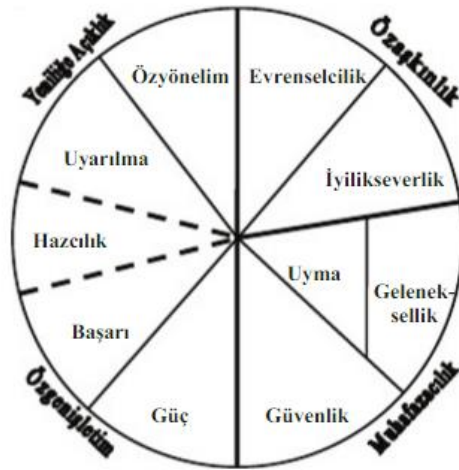 Yeniliğe Açıklık
Özaşkınlık
Özyönelim
Evrenselcilik
Uyarılma
İyilikseverlik
Hazcılık
Uyma
Gelenek-
sellik
Başarı
Güç
Güvenlik
Özgenişletim
Muhafazacılık